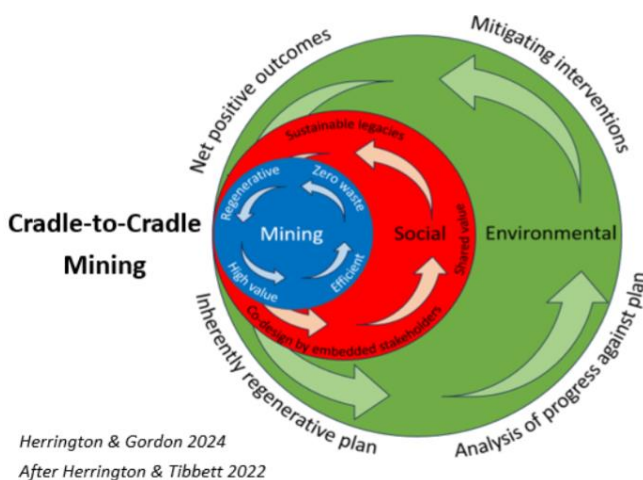 Cradle-to-Cradle
Mining
Net positive outcomes
Mitigating interventions
Sustainable legacies
Regenerative
Zero waste
Mining
Social
Shared value
Environmental
High value
Efficient
Co-design by embedded stakeholders
Inherently regenerative plan
Analysis of progress against plan
Herrington & Gordon 2024
After Herrington & Tibbett 2022